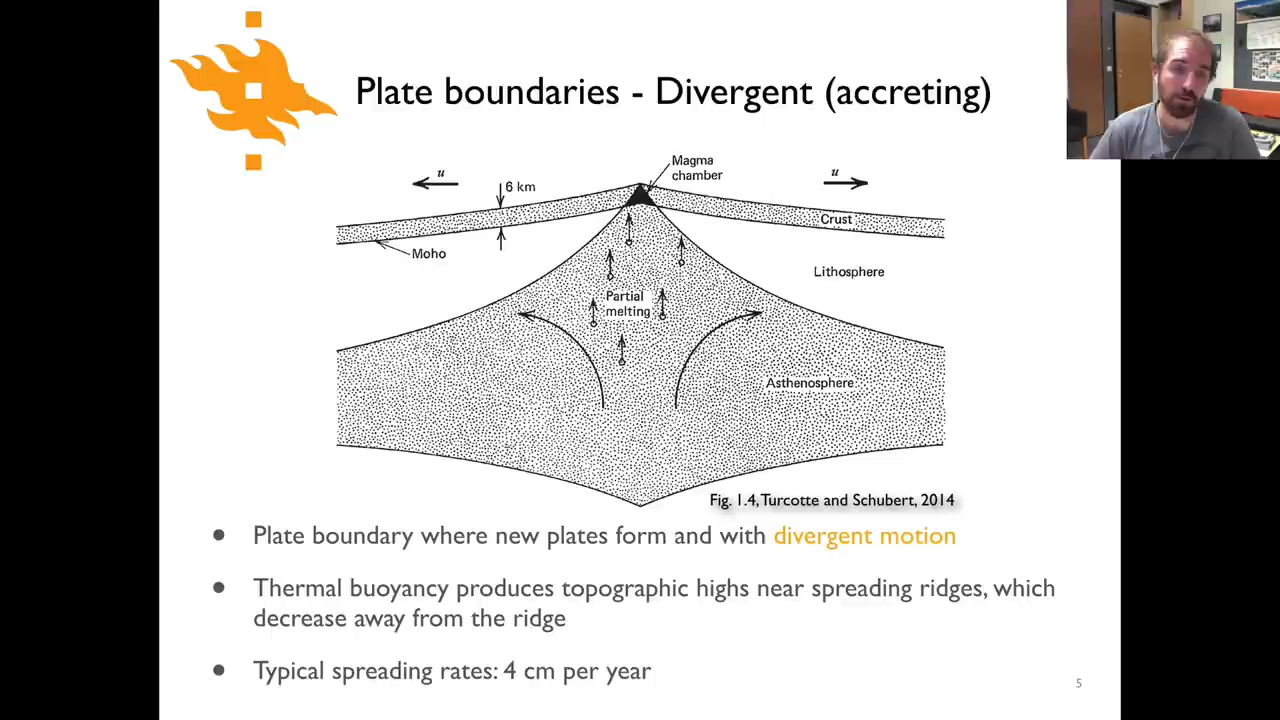 Plate boundaries - Divergent (accreting)
Magma
chamber
u
u
6 km
Crust
Moho
Lithosphere
Partial
melting
Asthenosphere
Fig. 1.4, Turcotte and Schubert, 2014
Plate boundary where new plates form and with divergent motion
Thermal buoyancy produces topographic highs near spreading ridges, which
decrease away from the ridge
Typical spreading rates: 4 cm per year
5